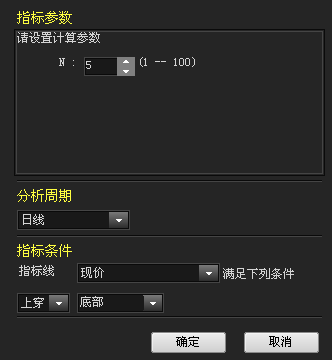 指标参数
请设置计算参数
N : 5 (1 -- 100)
分析周期
日线
指标条件
指标线 现价 满足下列条件
上穿 底部
确定 取消